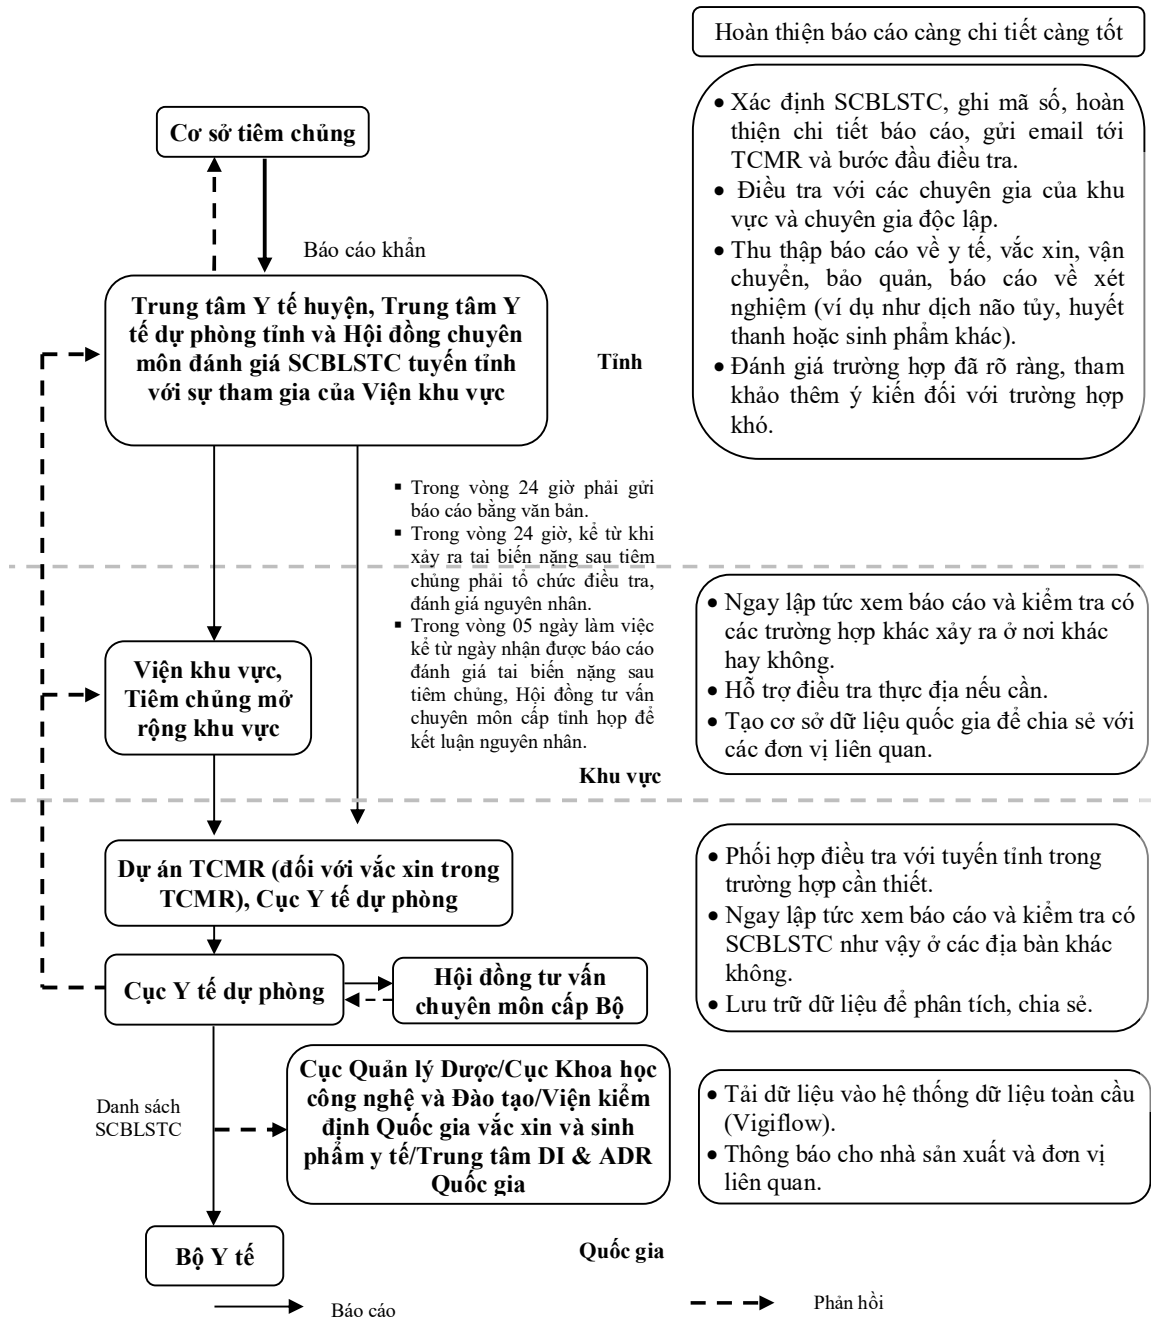 Hoàn thiện báo cáo càng chi tiết càng tốt
Cơ sở tiêm chủng
• Xác định SCBLSTC, ghi mã số, hoàn
thiện chi tiết báo cáo, gửi email tới
TCMR và bước đầu điều tra.
• Điều tra với các chuyên gia của khu
vực và chuyên gia độc lập.
• Thu thập báo cáo về y tế, vắc xin, vận
chuyển, bảo quản, báo cáo về xét
nghiệm (ví dụ như dịch não tủy, huyết
thanh hoặc sinh phẩm khác).
• Đánh giá trường hợp đã rõ ràng, tham
khảo thêm ý kiến đối với trường hợp
khó.
Báo cáo khẩn
Trung tâm Y tế huyện, Trung tâm Y
tế dự phòng tỉnh và Hội đồng chuyên
môn đánh giá SCBLSTC tuyến tỉnh
với sự tham gia của Viện khu vực
Tỉnh
▪ Trong vòng 24 giờ phải gửi
báo cáo bằng văn bản.
▪ Trong vòng 24 giờ, kể từ khi
xảy ra tai biến nặng sau tiêm
chủng phải tổ chức điều tra,
đánh giá nguyên nhân.
▪ Trong vòng 05 ngày làm việc
kể từ ngày nhận được báo cáo
đánh giá tai biến nặng sau
tiêm chủng, Hội đồng tư vấn
chuyên môn cấp tỉnh họp để
kết luận nguyên nhân.
Viện khu vực,
Tiêm chủng mở
rộng khu vực
• Ngay lập tức xem báo cáo và kiểm tra có
các trường hợp khác xảy ra ở nơi khác
hay không.
• Hỗ trợ điều tra thực địa nếu cần.
• Tạo cơ sở dữ liệu quốc gia để chia sẻ với
các đơn vị liên quan.
Khu vực
Dự án TCMR (đối với vắc xin trong
TCMR), Cục Y tế dự phòng
• Phối hợp điều tra với tuyến tỉnh trong
trường hợp cần thiết.
• Ngay lập tức xem báo cáo và kiểm tra có
SCBLSTC như vậy ở các địa bàn khác
không.
• Lưu trữ dữ liệu để phân tích, chia sẻ.
Cục Y tế dự phòng
Hội đồng tư vấn
chuyên môn cấp Bộ
Danh sách
SCBLSTC
Cục Quản lý Dược/Cục Khoa học
công nghệ và Đào tạo/Viện kiểm
định Quốc gia vắc xin và sinh
phẩm y tế/Trung tâm DI & ADR
Quốc gia
• Tải dữ liệu vào hệ thống dữ liệu toàn cầu
(Vigiflow).
• Thông báo cho nhà sản xuất và đơn vị
liên quan.
Bộ Y tế
Quốc gia
Báo cáo
Phản hồi